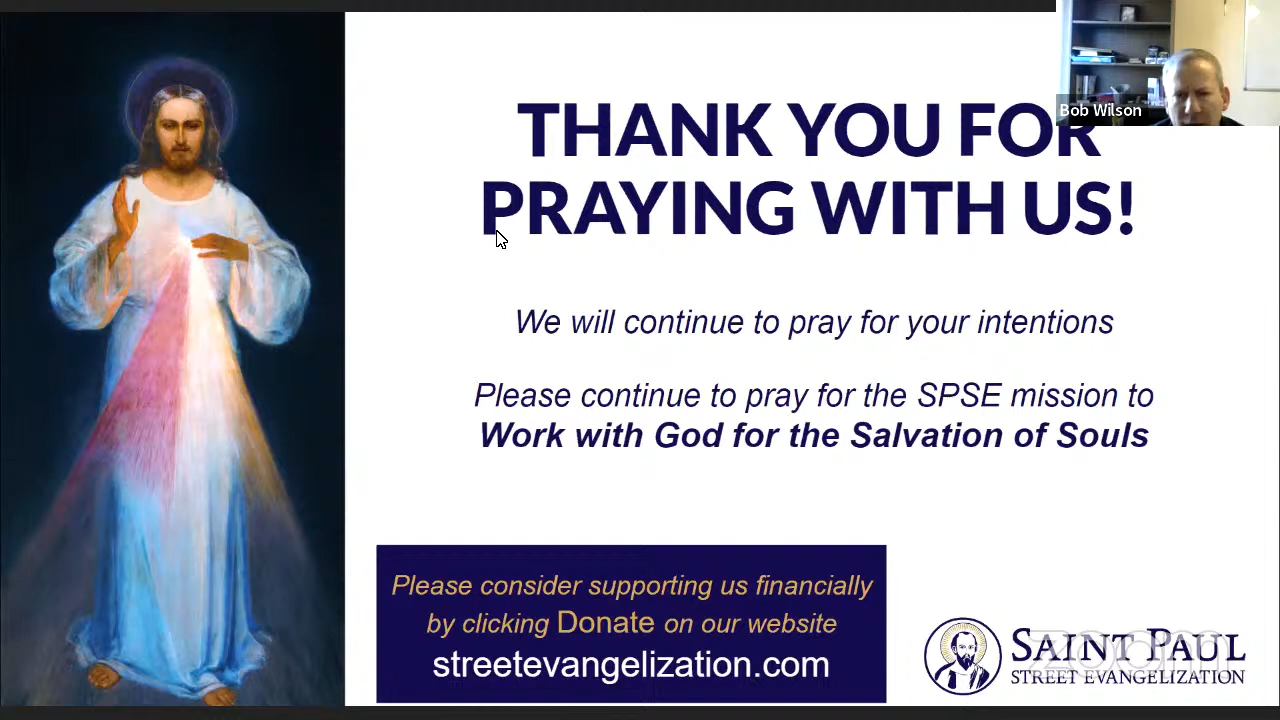 Bob Wilson
THANK YOU FOR
PRAYING WITH US!
We will continue to pray for your intentions
Please continue to pray for the SPSE mission to
Work with God for the Salvation of Souls
Please consider supporting us financially
by clicking Donate on our website
streetevangelization.com
SAINT PAUL
STREET EVANGELIZATION
zoom